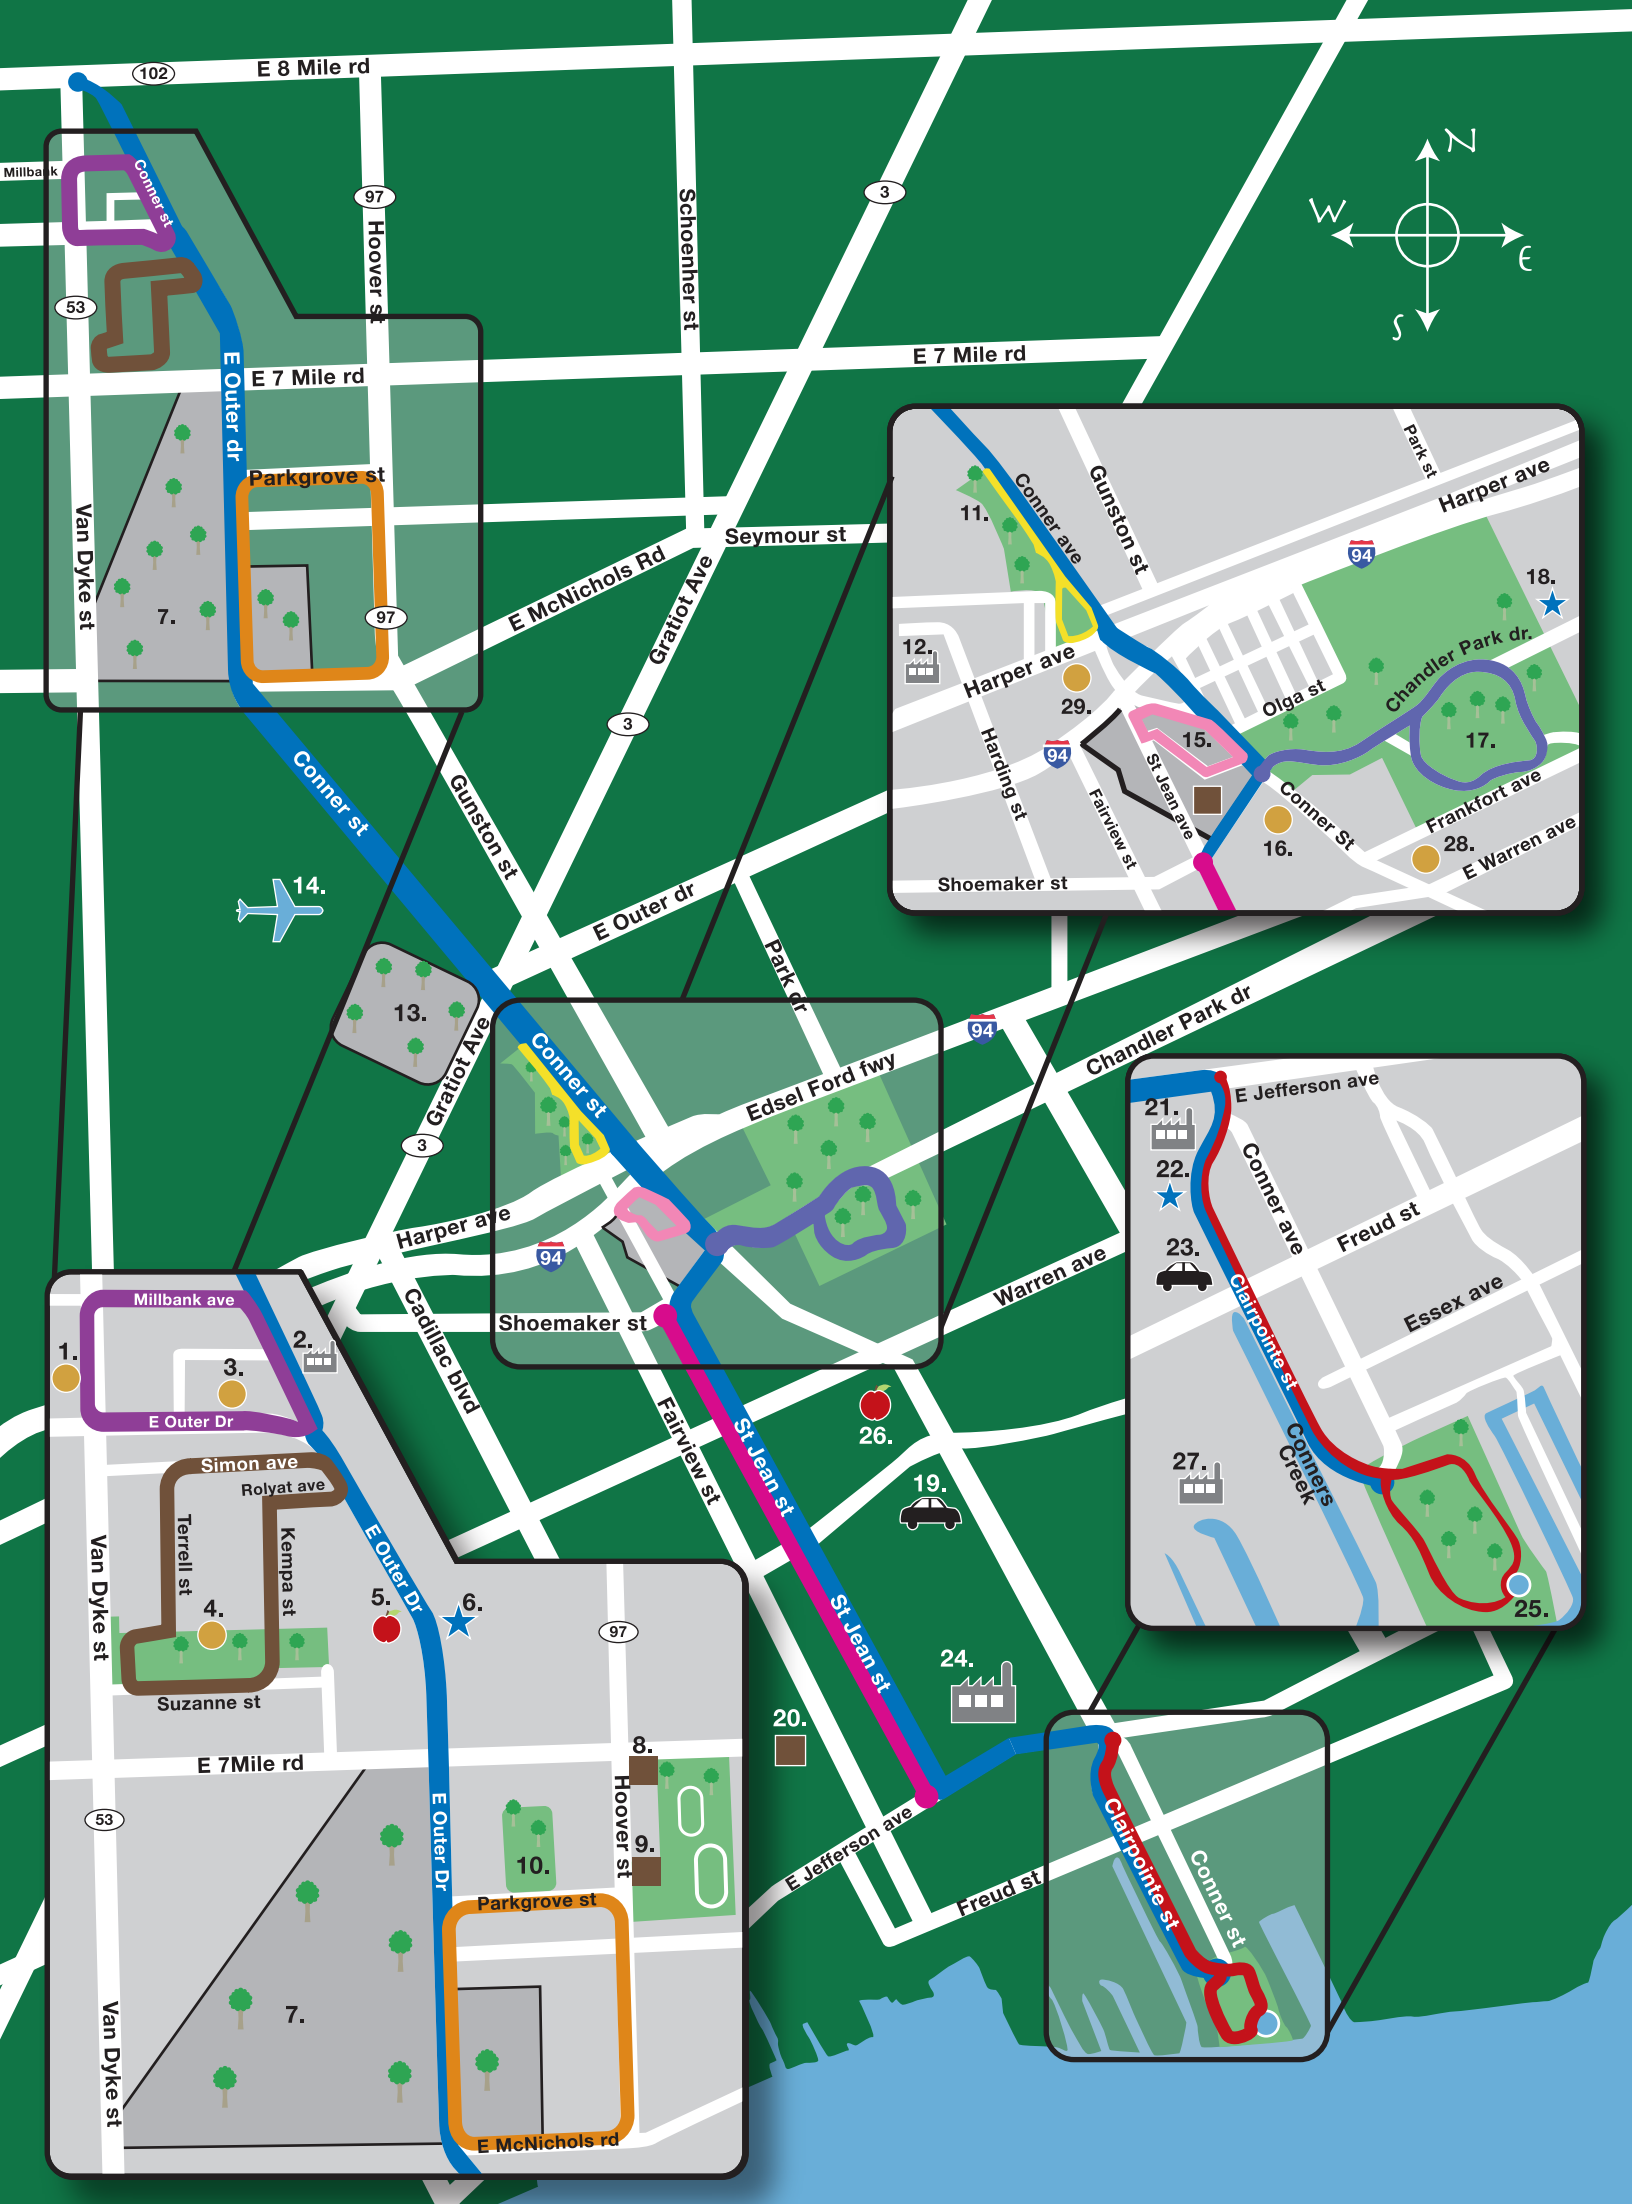 102
E 8 Mile rd
Millbank
Conner st
97
Hoover st
Schoenher st
3
N
W
E
S
53
E Outer dr
E 7 Mile rd
E 7 Mile rd
Parkgrove st
Van Dyke st
7.
97
E McNichols Rd
Seymour st
Gratiot Ave
3
Conner st
Gunston st
14.
13.
E Outer dr
Park dr
Gratiot Ave
3
Conner st
Edsel Ford fwy
94
Chandler Park dr
Harper ave
94
Shoemaker st
Cadillac blvd
Fairview st
Warren ave
26.
St Jean st
19.
St Jean st
24.
20.
E Jefferson ave
Freud st
Clairpointe st
Conner st
11.
Conner ave
Gunston st
Park st
Harper ave
94
18.
12.
Harper ave
29.
94
Harding st
15.
St Jean ave
Fairview st
Olga st
Chandler Park dr.
17.
Conner St
16.
Frankfort ave
28.
E Warren ave
Shoemaker st
21.
E Jefferson ave
22.
Conner ave
23.
Freud st
Clairpointe st
Essex ave
Conners
Creek
27.
25.
Millbank ave
1.
2.
3.
E Outer Dr
Simon ave
Rolyat ave
Terrell st
Kempa st
E Outer Dr
Van Dyke st
4.
5.
6.
97
Suzanne st
E 7Mile rd
53
8.
Hoover st
9.
10.
E Outer Dr
Parkgrove st
7.
Van Dyke st
E McNichols rd